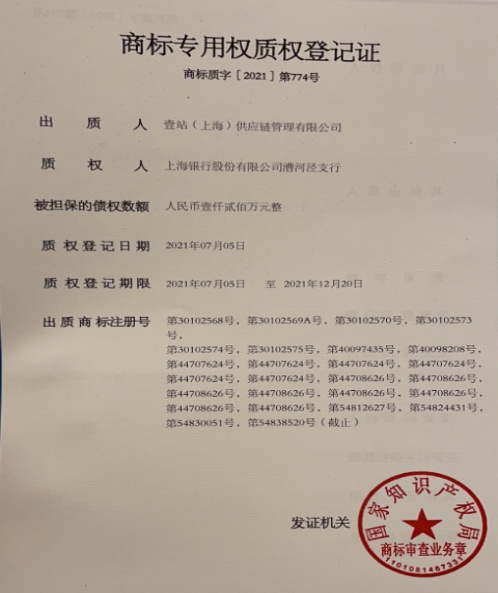 商标专用权质权登记证
商标质字［2021］第774号
出质人 壹站（上海）供应链管理有限公司
质权人 上海银行股份有限公司漕河泾支行
被担保的债权数额 人民币壹仟贰佰万元整
质权登记日期 2021年07月05日
质权登记期限 2021年07月05日 至 2021年12月20日
出质商标注册号 第30102568号，第30102569A号，第30102570号，第30102573
号，
第30102574号，第30102575号，第40097435号，第40098208号，
第44707624号，第44707624号，第44707624号，第44707624号，
第44707624号，第44707624号，第44708626号，第44708626号，
第44708626号，第44708626号，第44708626号，第44708626号，
第44708626号，第44708626号，第54812627号，第54824431号，
第54830051号，第54838520号（截止）
发证机关
国家知识产权局
商标审查业务章
1101081467331